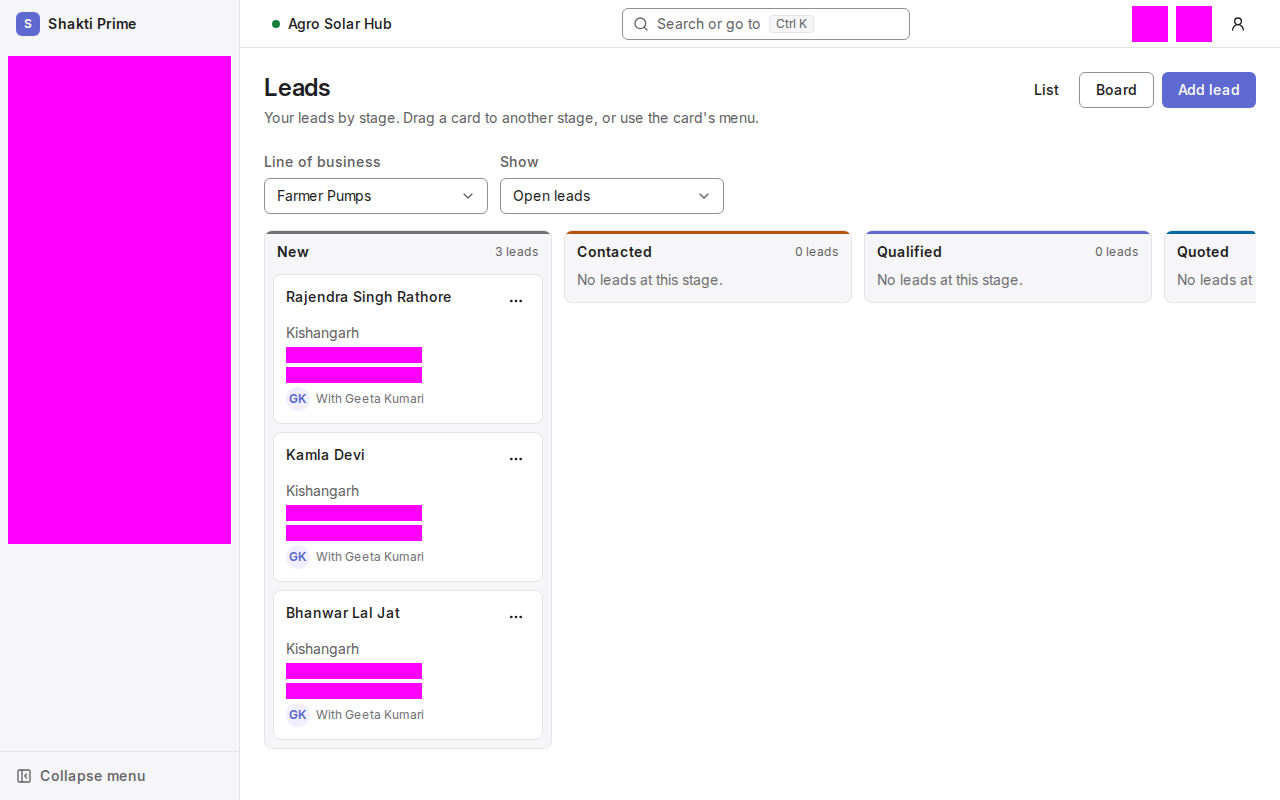 S Shakti Prime
Agro Solar Hub
Search or go to Ctrl K
Leads
List
Board
Add lead
Your leads by stage. Drag a card to another stage, or use the card's menu.
Line of business
Show
Farmer Pumps
Open leads
New
3 leads
Contacted
0 leads
Qualified
0 leads
Quoted
No leads at this stage.
No leads at this stage.
No leads at
Rajendra Singh Rathore
Kishangarh
GK With Geeta Kumari
Kamla Devi
Kishangarh
GK With Geeta Kumari
Bhanwar Lal Jat
Kishangarh
GK With Geeta Kumari
Collapse menu